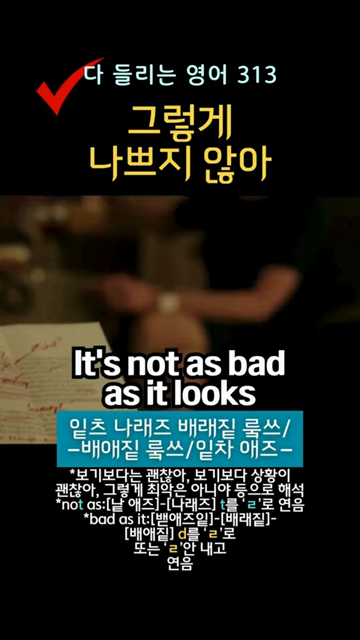 다 들리는 영어 313
그렇게
나쁘지 않아
It's not as bad
as it looks
잍츠 나래즈 배래짙 룩쓰/
-배애짙 룩쓰/잍차 애즈-
*보기보다는 괜찮아, 보기보다 상황이
괜찮아, 그렇게 최악은 아니야 등으로 해석
*not as:[낱 애즈]-[나래즈] t를 'ㄹ'로 연음
*bad as it:[밷애즈잍]-[배래짙]-
[배애짙] d를 'ㄹ'로
또는 'ㄹ'안 내고
연음